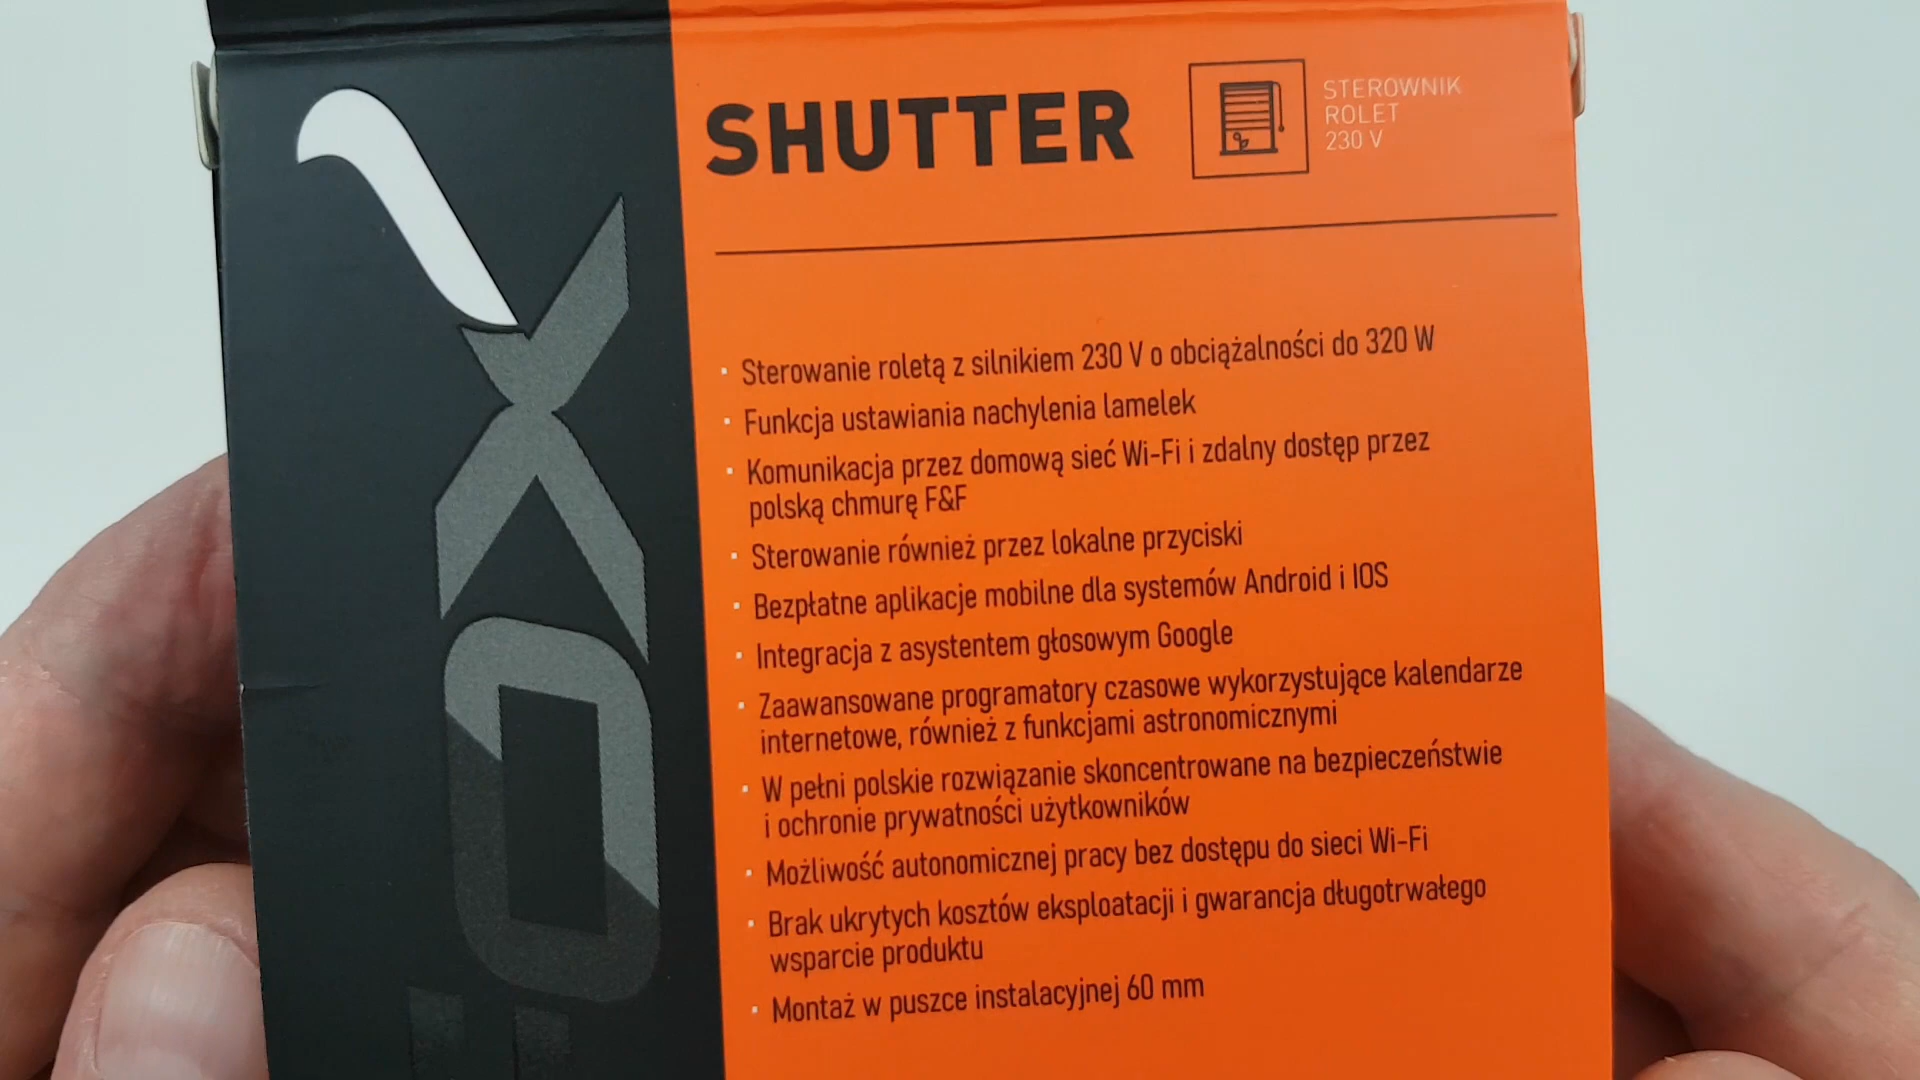 SHUTTER
STEROWNIK
ROLET
230 V
· Sterowanie roletą z silnikiem 230 V o obciążalności do 320 W
· Funkcja ustawiania nachylenia lamelek
· Komunikacja przez domową sieć Wi-Fi i zdalny dostęp przez
polską chmurę F&F
· Sterowanie również przez lokalne przyciski
· Bezpłatne aplikacje mobilne dla systemów Android i IOS
· Integracja z asystentem głosowym Google
· Zaawansowane programatory czasowe wykorzystujące kalendarze
internetowe, również z funkcjami astronomicznymi
· W pełni polskie rozwiązanie skoncentrowane na bezpieczeństwie
i ochronie prywatności użytkowników
· Możliwość autonomicznej pracy bez dostępu do sieci Wi-Fi
· Brak ukrytych kosztów eksploatacji i gwarancja długotrwałego
wsparcie produktu
· Montaż w puszce instalacyjnej 60 mm
FOX